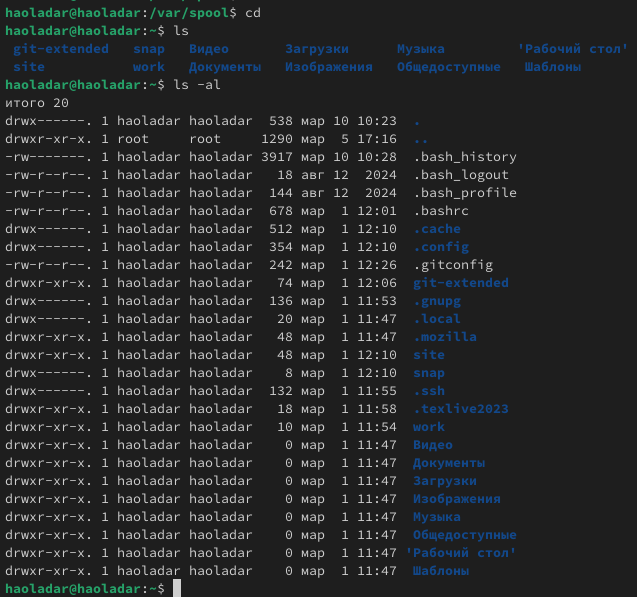 haoladar@haoladar:/var/spool$ cd
haoladar@haoladar:~$ ls
git-extended snap Видео Загрузки Музыка 'Рабочий стол'
site work Документы Изображения Общедоступные Шаблоны
haoladar@haoladar:~$ ls -al
итого 20
drwx------. 1 haoladar haoladar 538 мар 10 10:23 .
drwxr-xr-x. 1 root root 1290 мар 5 17:16 ..
-rw-------. 1 haoladar haoladar 3917 мар 10 10:28 .bash_history
-rw-r--r--. 1 haoladar haoladar 18 авг 12 2024 .bash_logout
-rw-r--r--. 1 haoladar haoladar 144 авг 12 2024 .bash_profile
-rw-r--r--. 1 haoladar haoladar 678 мар 1 12:01 .bashrc
drwx------. 1 haoladar haoladar 512 мар 1 12:10 .cache
drwx------. 1 haoladar haoladar 354 мар 1 12:10 .config
-rw-r--r--. 1 haoladar haoladar 242 мар 1 12:26 .gitconfig
drwxr-xr-x. 1 haoladar haoladar 74 мар 1 12:06 git-extended
drwx------. 1 haoladar haoladar 136 мар 1 11:53 .gnupg
drwx------. 1 haoladar haoladar 20 мар 1 11:47 .local
drwxr-xr-x. 1 haoladar haoladar 48 мар 1 11:47 .mozilla
drwxr-xr-x. 1 haoladar haoladar 48 мар 1 12:10 site
drwx------. 1 haoladar haoladar 8 мар 1 12:10 snap
drwx------. 1 haoladar haoladar 132 мар 1 11:55 .ssh
drwxr-xr-x. 1 haoladar haoladar 18 мар 1 11:58 .texlive2023
drwxr-xr-x. 1 haoladar haoladar 10 мар 1 11:54 work
drwxr-xr-x. 1 haoladar haoladar 0 мар 1 11:47 Видео
drwxr-xr-x. 1 haoladar haoladar 0 мар 1 11:47 Документы
drwxr-xr-x. 1 haoladar haoladar 0 мар 1 11:47 Загрузки
drwxr-xr-x. 1 haoladar haoladar 0 мар 1 11:47 Изображения
drwxr-xr-x. 1 haoladar haoladar 0 мар 1 11:47 Музыка
drwxr-xr-x. 1 haoladar haoladar 0 мар 1 11:47 Общедоступные
drwxr-xr-x. 1 haoladar haoladar 0 мар 1 11:47 'Рабочий стол'
drwxr-xr-x. 1 haoladar haoladar 0 мар 1 11:47 Шаблоны
haoladar@haoladar:~$